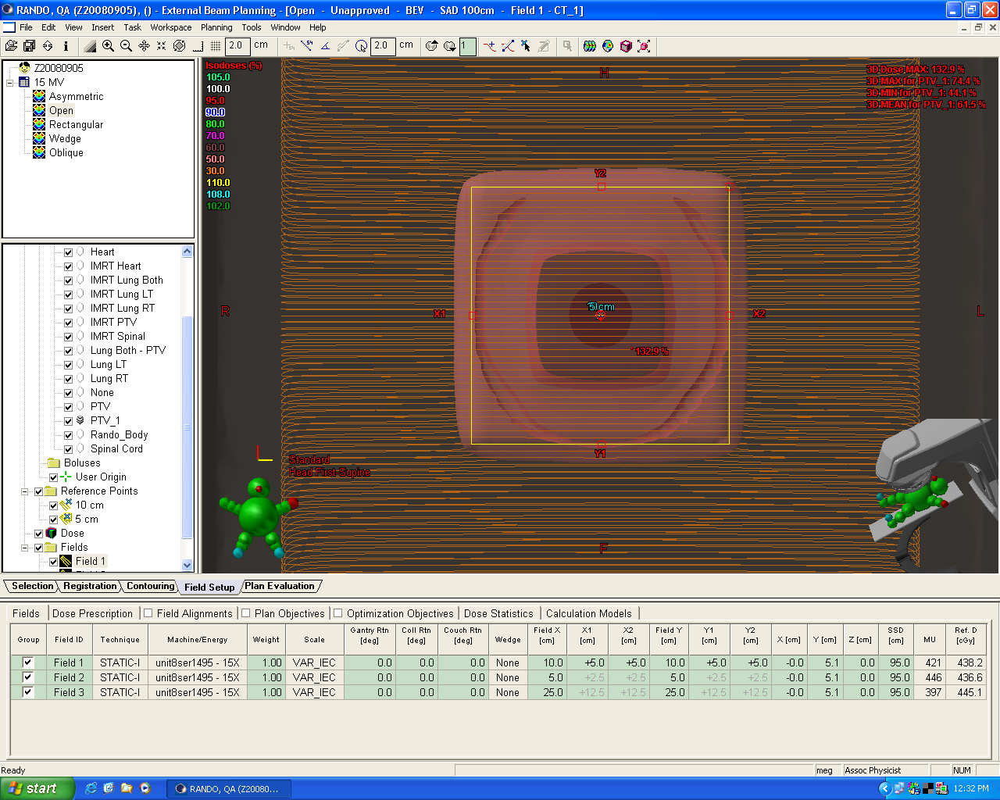 RANDO, QA (Z20080905), () - External Beam Planning - [Open - Unapproved - BEV - SAD 100cm - Field 1 - CT_1]
File Edit View Insert Task Workspace Planning Tools Window Help
2.0 cm 2.0 cm 1
Z20080905
15 MV
Asymmetric
Open
Rectangular
Wedge
Oblique
Heart
IMRT Heart
IMRT Lung Both
IMRT Lung LT
IMRT Lung RT
IMRT PTV
IMRT Spinal
Lung Both - PTV
Lung LT
Lung RT
None
PTV
PTV_1
Rando_Body
Spinal Cord
Boluses
User Origin
Reference Points
10 cm
5 cm
Dose
Fields
Field 1
Isodoses (%)
105.0
100.0
95.0
90.0
80.0
70.0
60.0
50.0
30.0
110.0
108.0
102.0
H
3D Dose MAX: 132.9 %
3D MAX for PTV_1: 74.4 %
3D MIN for PTV_1: 44.1 %
3D MEAN for PTV_1: 61.5 %
Y2
R
X1
5 cm
X2
L
132.9 %
Y1
Standard
Head First-Supine
F
Selection Registration Contouring Field Setup Plan Evaluation
Fields Dose Prescription Field Alignments Plan Objectives Optimization Objectives Dose Statistics Calculation Models
Group Field ID Technique Machine/Energy Weight Scale Gantry Rtn [deg] Coll Rtn [deg] Couch Rtn [deg] Wedge Field X [cm] X1 [cm] X2 [cm] Field Y [cm] Y1 [cm] Y2 [cm] X [cm] Y [cm] Z [cm] SSD [cm] MU Ref. D [cGy]
Field 1 STATIC-I unit8ser1495 - 15X 1.00 VAR_IEC 0.0 0.0 0.0 None 10.0 +5.0 +5.0 10.0 +5.0 +5.0 -0.0 5.1 0.0 95.0 421 438.2
Field 2 STATIC-I unit8ser1495 - 15X 1.00 VAR_IEC 0.0 0.0 0.0 None 5.0 +2.5 +2.5 5.0 +2.5 +2.5 -0.0 5.1 0.0 95.0 446 436.6
Field 3 STATIC-I unit8ser1495 - 15X 1.00 VAR_IEC 0.0 0.0 0.0 None 25.0 +12.5 +12.5 25.0 +12.5 +12.5 -0.0 5.1 0.0 95.0 397 445.1
Ready meg Assoc Physicist NUM
start RANDO, QA (Z20080... 12:32 PM